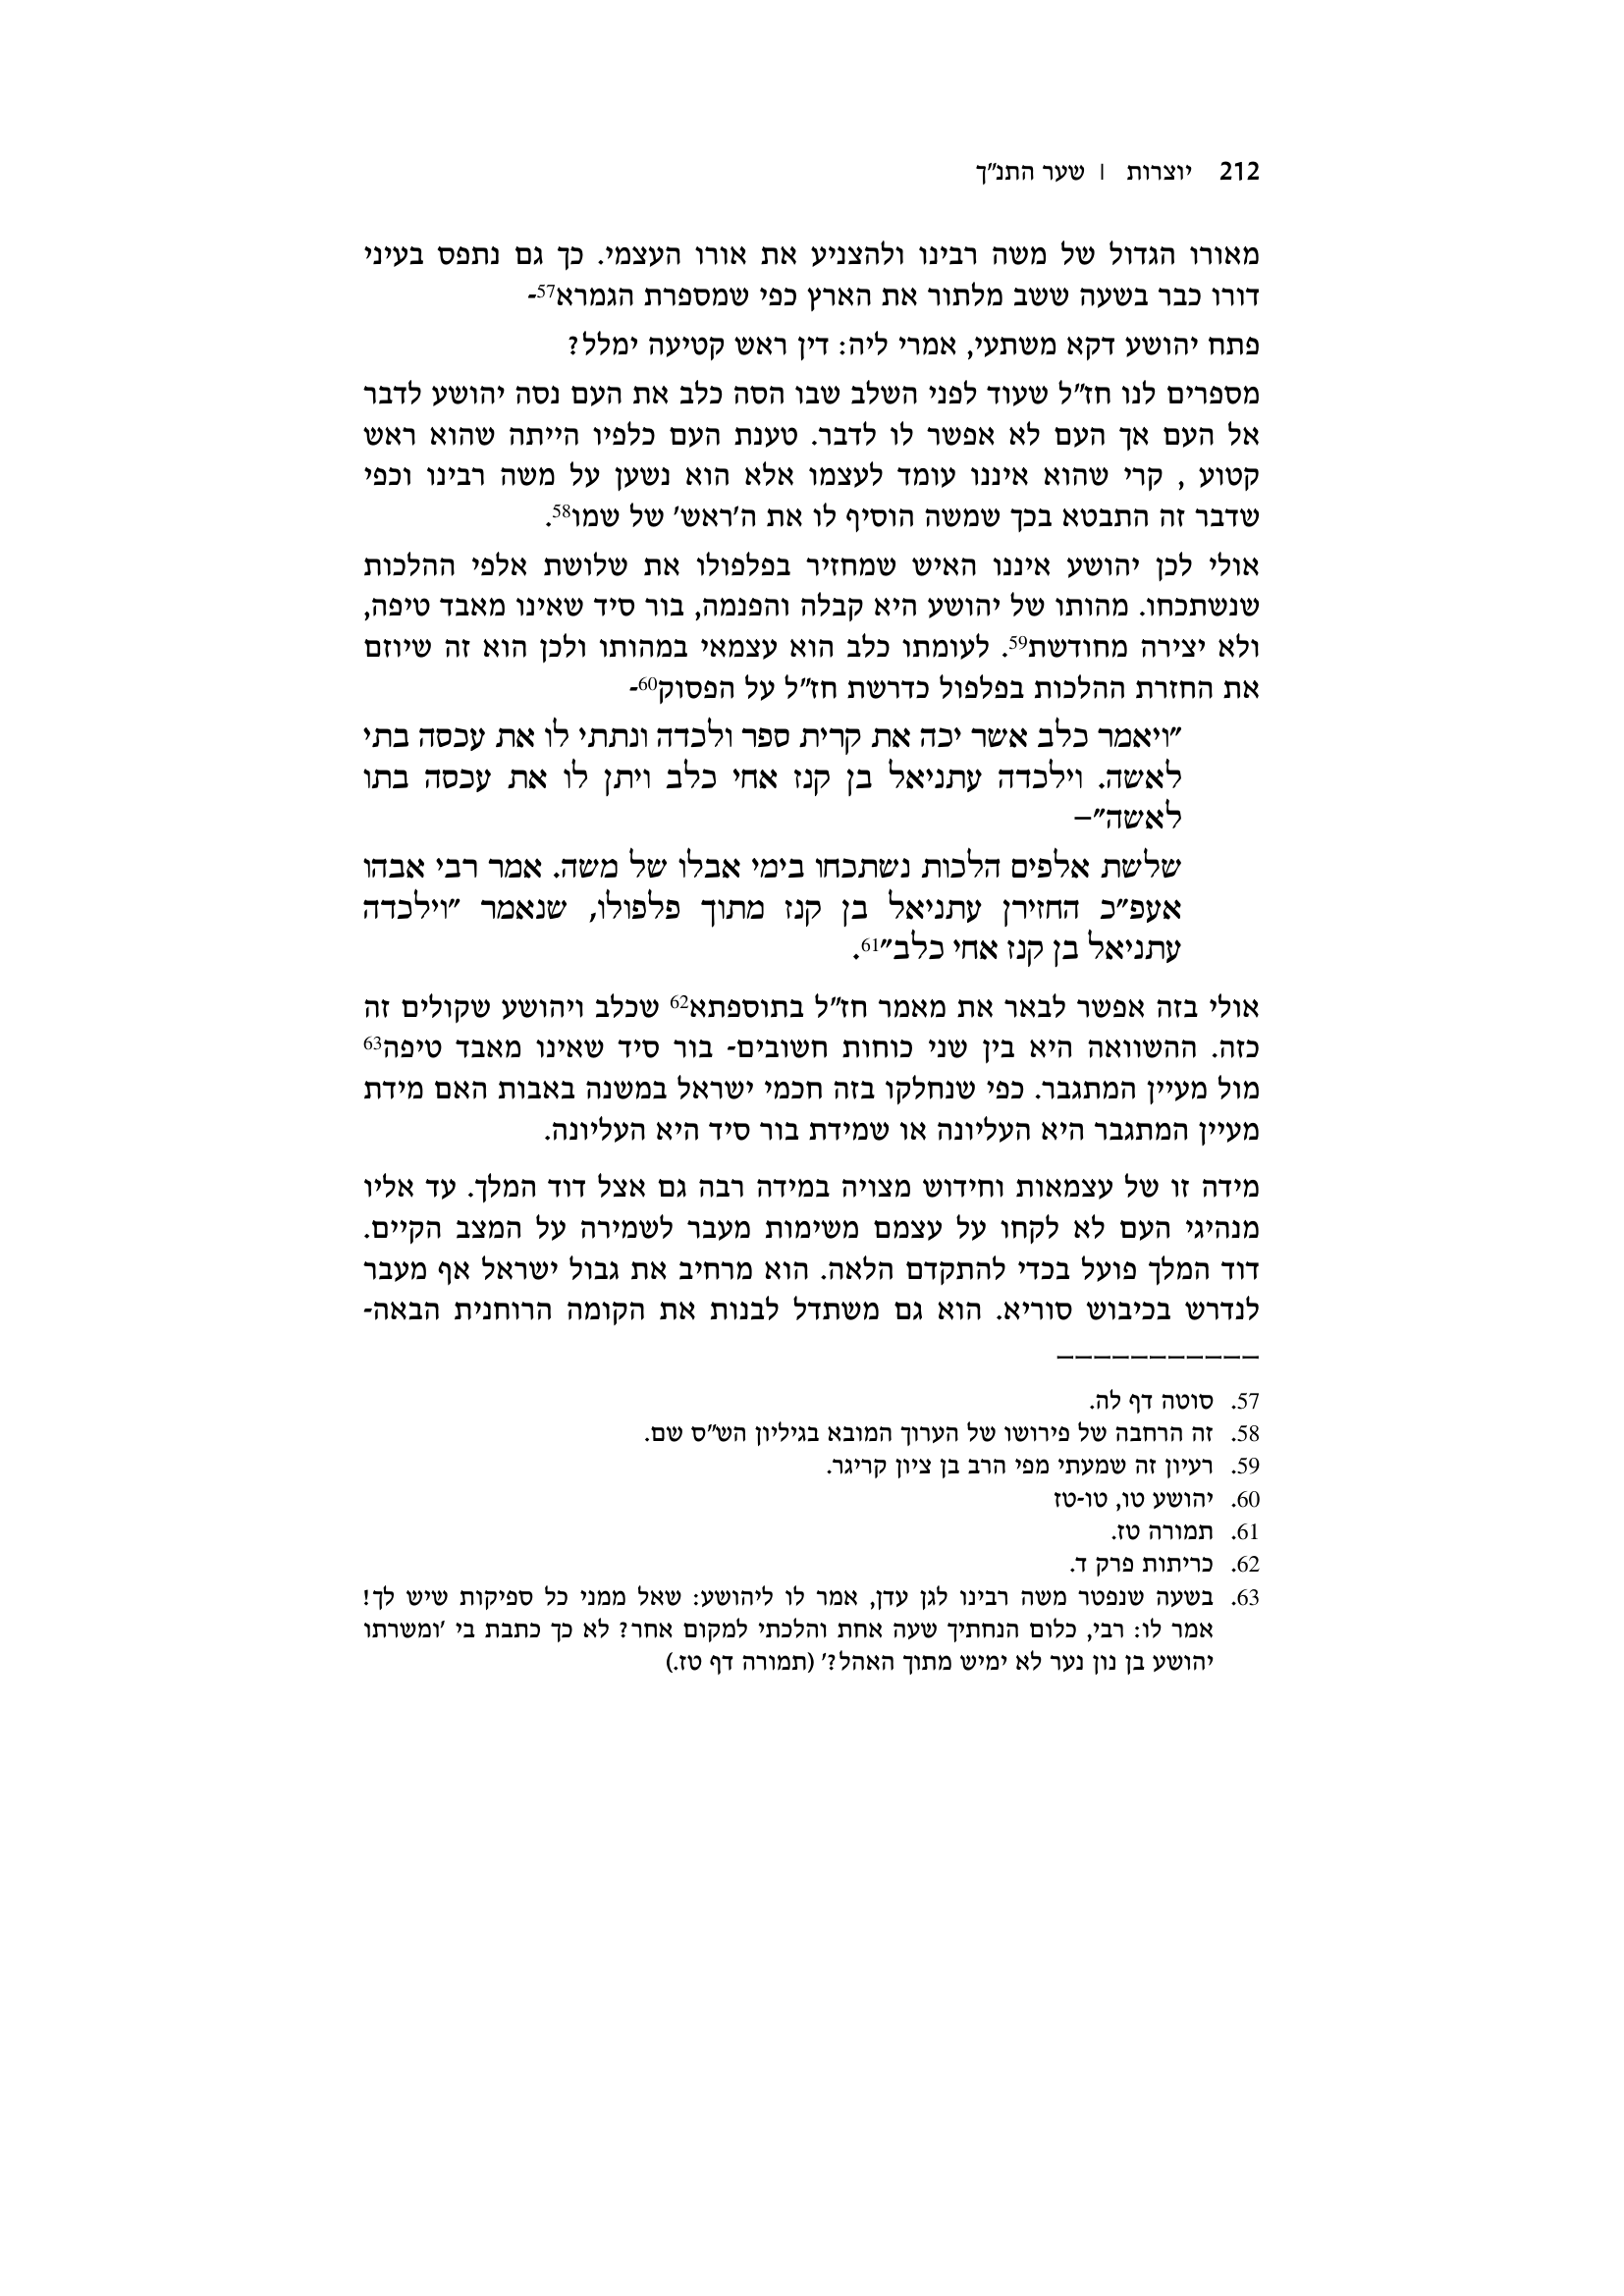 212 יוצרות | שער התנ״ך
מאורו הגדול של משה רבינו ולהצניע את אורו העצמי. כך גם נתפס בעיני
דורו כבר בשעה ששב מלתור את הארץ כפי שמספרת הגמרא57-
פתח יהושע דקא משתעי, אמרי ליה: דין ראש קטיעה ימלל?
מספרים לנו חז״ל שעוד לפני השלב שבו הסה כלב את העם נסה יהושע לדבר
אל העם אך העם לא אפשר לו לדבר. טענת העם כלפיו הייתה שהוא ראש
קטוע , קרי שהוא איננו עומד לעצמו אלא הוא נשען על משה רבינו וכפי
שדבר זה התבטא בכך שמשה הוסיף לו את ה׳ראש׳ של שמו58.
אולי לכן יהושע איננו האיש שמחזיר בפלפולו את שלושת אלפי ההלכות
שנשתכחו. מהותו של יהושע היא קבלה והפנמה, בור סיד שאינו מאבד טיפה,
ולא יצירה מחודשת59. לעומתו כלב הוא עצמאי במהותו ולכן הוא זה שיוזם
את החזרת ההלכות בפלפול כדרשת חז״ל על הפסוק60-
״ויאמר כלב אשר יכה את קרית ספר ולכדה ונתתי לו את עכסה בתי
לאשה. וילכדה עתניאל בן קנז אחי כלב ויתן לו את עכסה בתו
לאשה״–
שלשת אלפים הלכות נשתכחו בימי אבלו של משה. אמר רבי אבהו
אעפ״כ החזירן עתניאל בן קנז מתוך פלפולו, שנאמר ״וילכדה
עתניאל בן קנז אחי כלב״61.
אולי בזה אפשר לבאר את מאמר חז״ל בתוספתא62 שכלב ויהושע שקולים זה
כזה. ההשוואה היא בין שני כוחות חשובים- בור סיד שאינו מאבד טיפה63
מול מעיין המתגבר. כפי שנחלקו בזה חכמי ישראל במשנה באבות האם מידת
מעיין המתגבר היא העליונה או שמידת בור סיד היא העליונה.
מידה זו של עצמאות וחידוש מצויה במידה רבה גם אצל דוד המלך. עד אליו
מנהיגי העם לא לקחו על עצמם משימות מעבר לשמירה על המצב הקיים.
דוד המלך פועל בכדי להתקדם הלאה. הוא מרחיב את גבול ישראל אף מעבר
לנדרש בכיבוש סוריא. הוא גם משתדל לבנות את הקומה הרוחנית הבאה-
57. סוטה דף לה.
58. זה הרחבה של פירושו של הערוך המובא בגיליון הש״ס שם.
59. רעיון זה שמעתי מפי הרב בן ציון קריגר.
60. יהושע טו, טו-טז
61. תמורה טז.
62. כריתות פרק ד.
63. בשעה שנפטר משה רבינו לגן עדן, אמר לו ליהושע: שאל ממני כל ספיקות שיש לך!
אמר לו: רבי, כלום הנחתיך שעה אחת והלכתי למקום אחר? לא כך כתבת בי ׳ומשרתו
יהושע בן נון נער לא ימיש מתוך האהל?׳ (תמורה דף טז.)